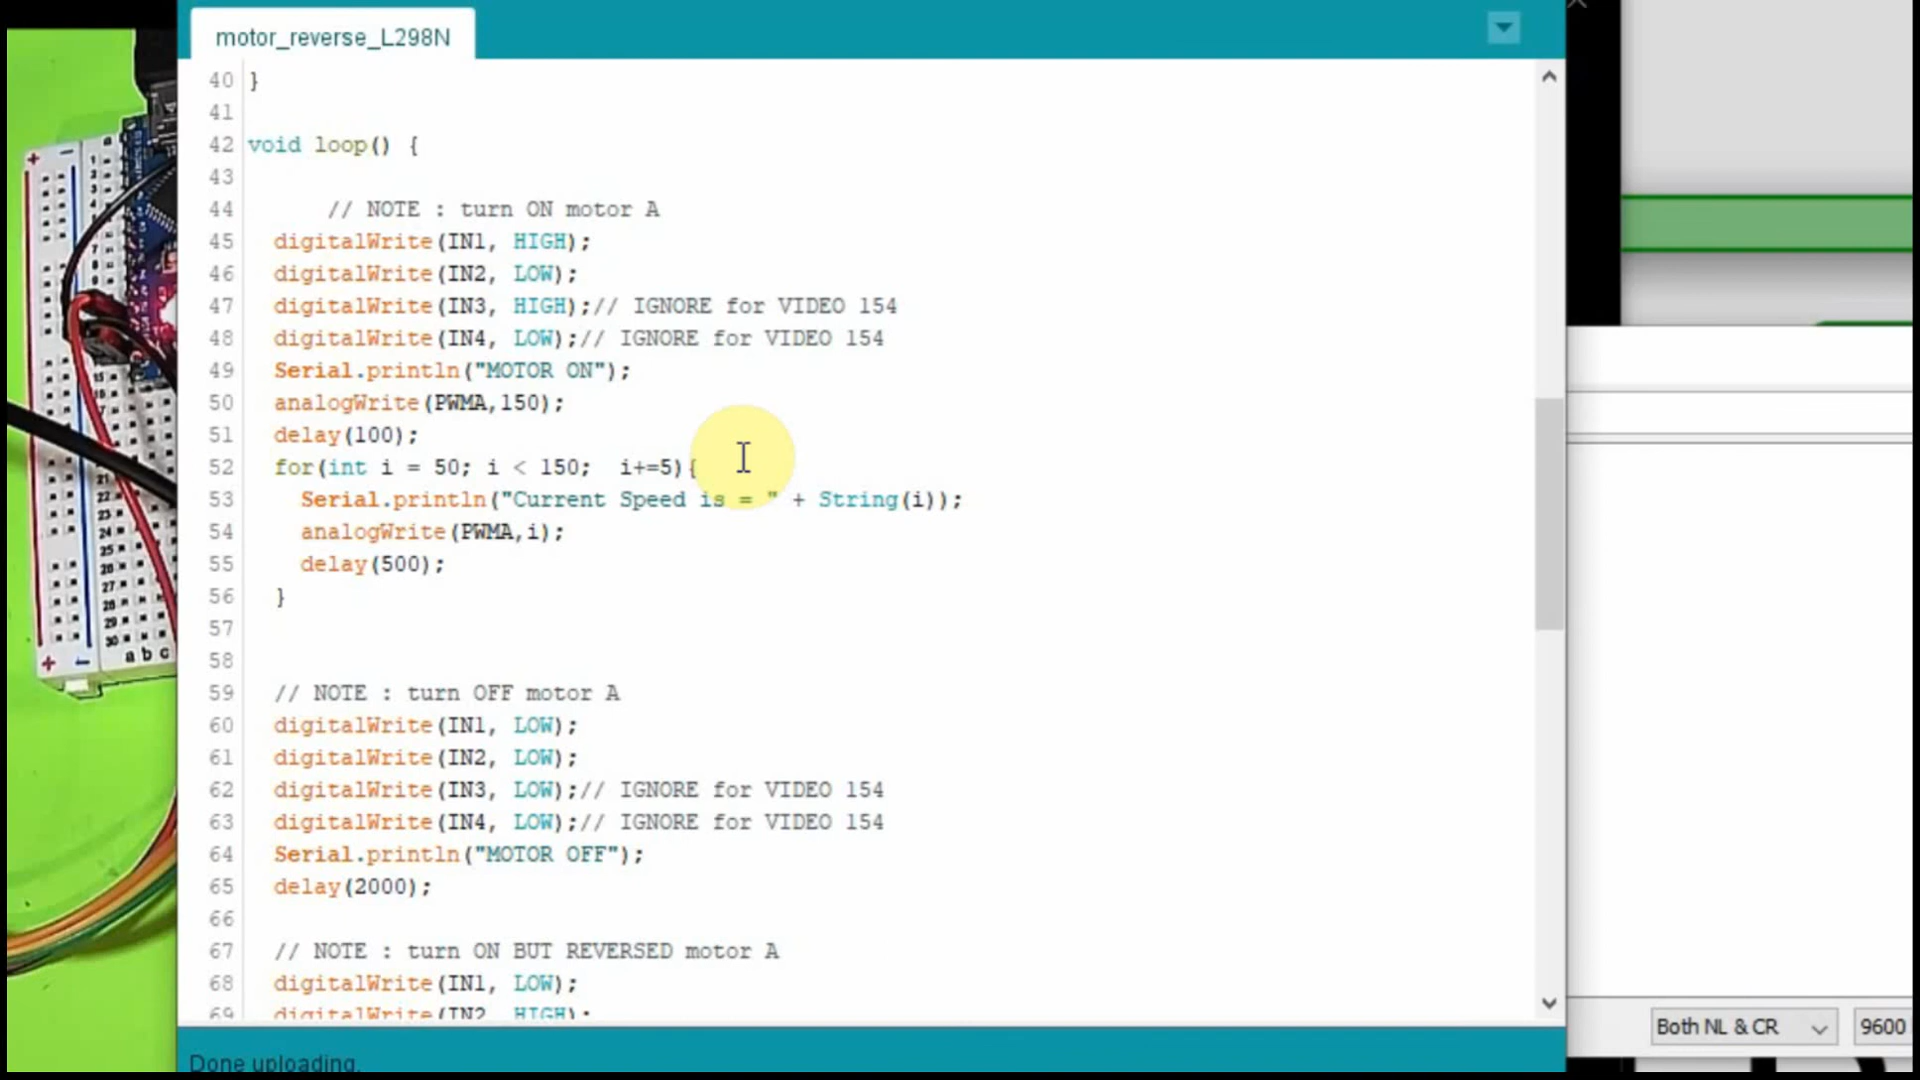 motor_reverse_L298N
40 }
41
42 void loop() {
43
44 // NOTE : turn ON motor A
45 digitalWrite(IN1, HIGH);
46 digitalWrite(IN2, LOW);
47 digitalWrite(IN3, HIGH);// IGNORE for VIDEO 154
48 digitalWrite(IN4, LOW);// IGNORE for VIDEO 154
49 Serial.println("MOTOR ON");
50 analogWrite(PWMA,150);
51 delay(100);
52 for(int i = 50; i < 150; i+=5){
53 Serial.println("Current Speed is = " + String(i));
54 analogWrite(PWMA,i);
55 delay(500);
56 }
57
58
59 // NOTE : turn OFF motor A
60 digitalWrite(IN1, LOW);
61 digitalWrite(IN2, LOW);
62 digitalWrite(IN3, LOW);// IGNORE for VIDEO 154
63 digitalWrite(IN4, LOW);// IGNORE for VIDEO 154
64 Serial.println("MOTOR OFF");
65 delay(2000);
66
67 // NOTE : turn ON BUT REVERSED motor A
68 digitalWrite(IN1, LOW);
69 digitalWrite(IN2, HIGH);
Both NL & CR
9600
Done uploading.
a b c